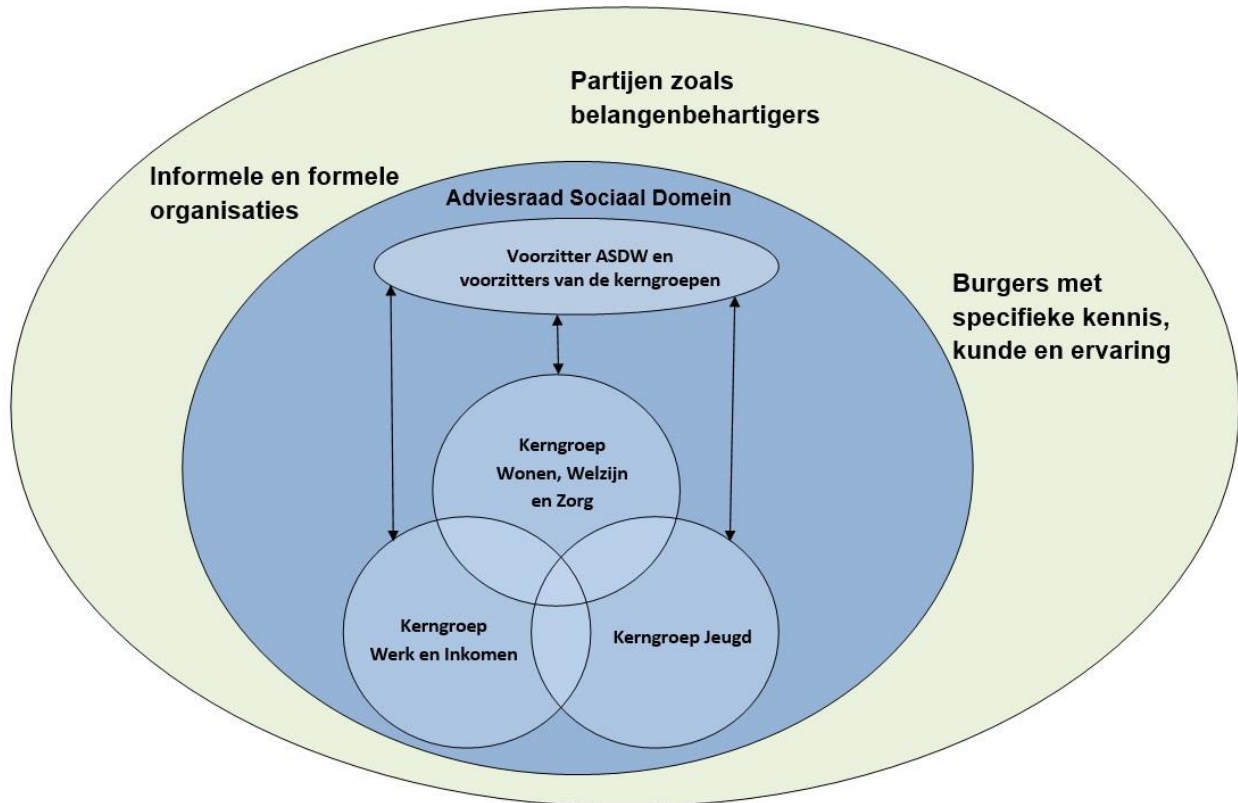 Partijen zoals
belangenbehartigers
Informele en formele
organisaties
Adviesraad Sociaal Domein
Voorzitter ASDW en
voorzitters van de kerngroepen
Burgers met
specifieke kennis,
kunde en ervaring
Kerngroep
Wonen, Welzijn
en Zorg
Kerngroep
Werk en Inkomen
Kerngroep Jeugd